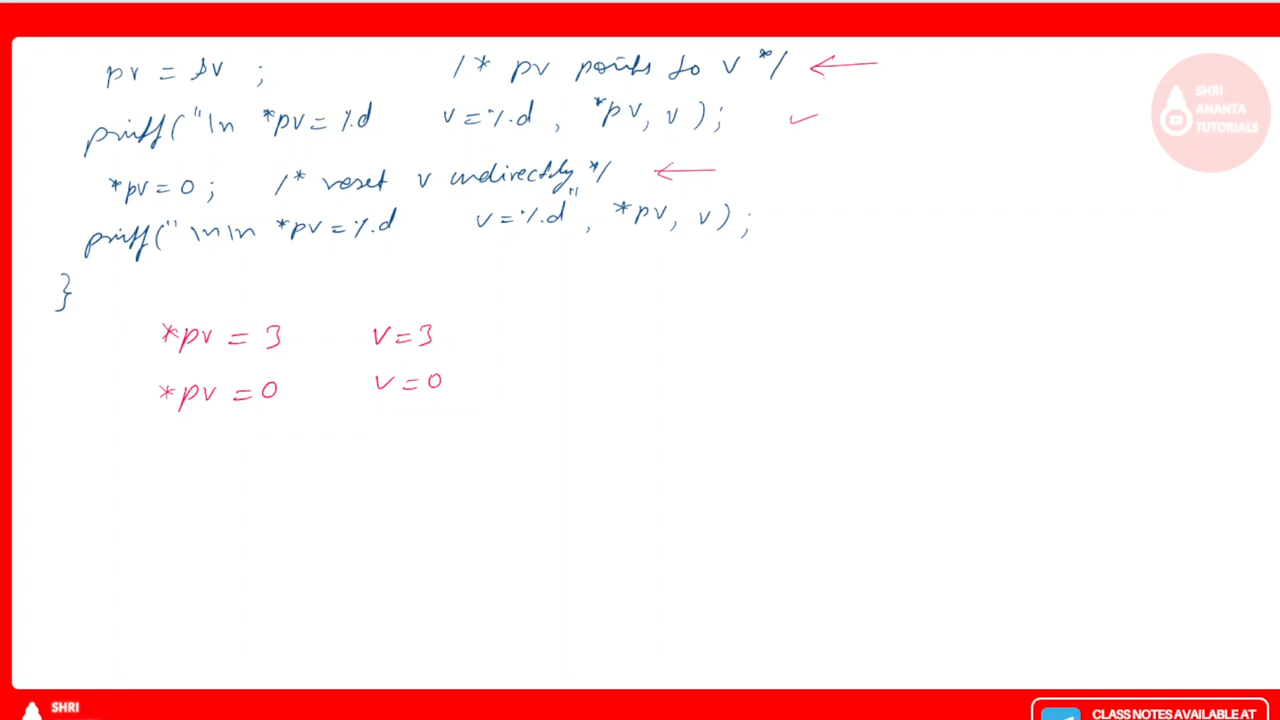 pv = &v ; /* pv points to v */
printf("\n *pv=%d v=%d , *pv, v ) ;
*pv=0 ; /* reset v indirectly */
printf(" \n\n *pv=%d v=%d" , *pv, v ) ;
}
*pv = 3 v=3
*pv = 0 v=0
SHRI
ANANTA
TUTORIALS
SHRI
CLASS NOTES AVAILABLE AT